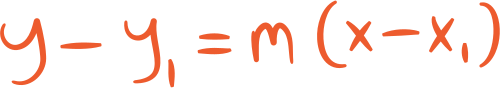 y - y₁ = m (x - x₁)